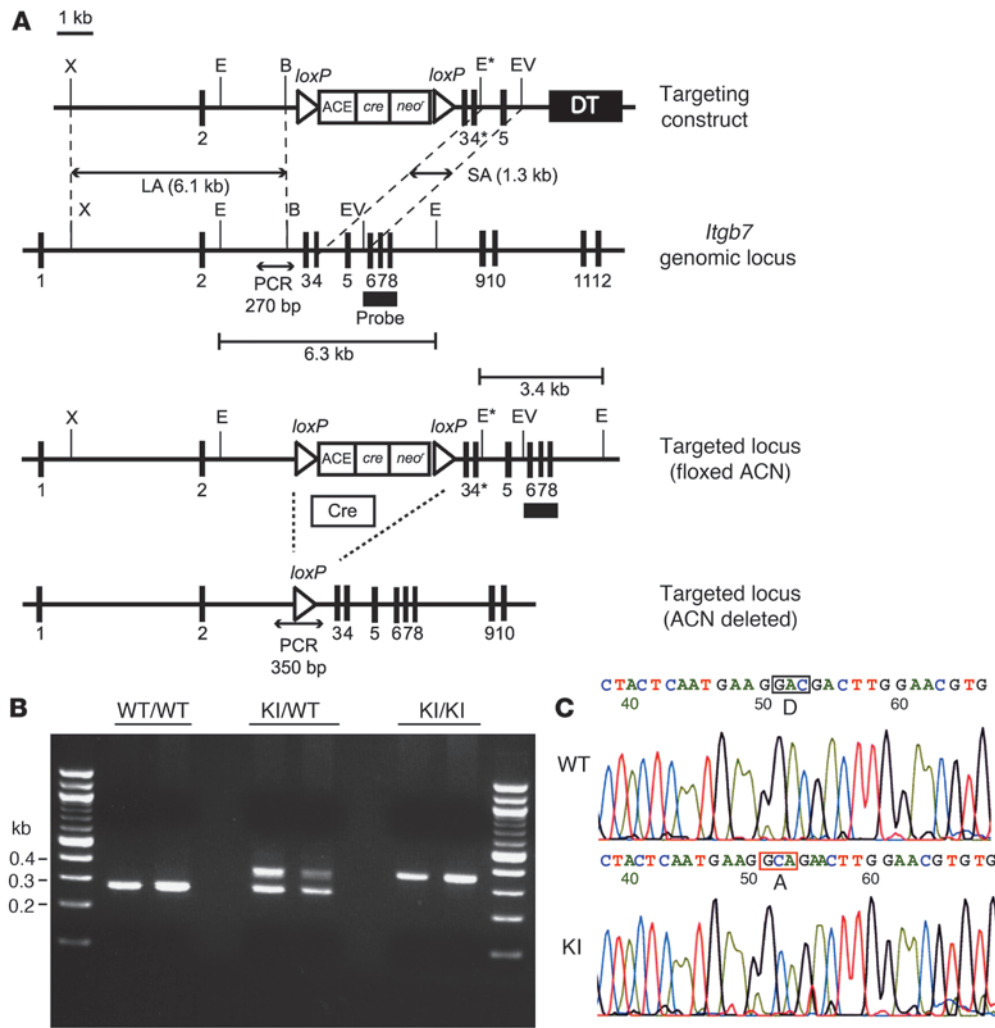 A
1 kb
X E B loxP loxP E* EV
ACE cre neoʳ DT
Targeting construct
2 34* 5
LA (6.1 kb) SA (1.3 kb)
X E B EV E
Itgb7 genomic locus
1 2 34 5 678 910 1112
PCR 270 bp
Probe
6.3 kb
3.4 kb
X E loxP loxP E* EV E
ACE cre neoʳ
Targeted locus (floxed ACN)
1 2 34* 5 678
Cre
loxP
Targeted locus (ACN deleted)
1 2 34 5 678 910
PCR 350 bp
B
WT/WT KI/WT KI/KI
kb
0.4
0.3
0.2
C
CTACTCAATGAAGGACGACTTGGAACGTG
40 50 D 60
WT
CTACTCAATGAAGGCAGAACTTGGAACGTGTG
40 50 A 60
KI